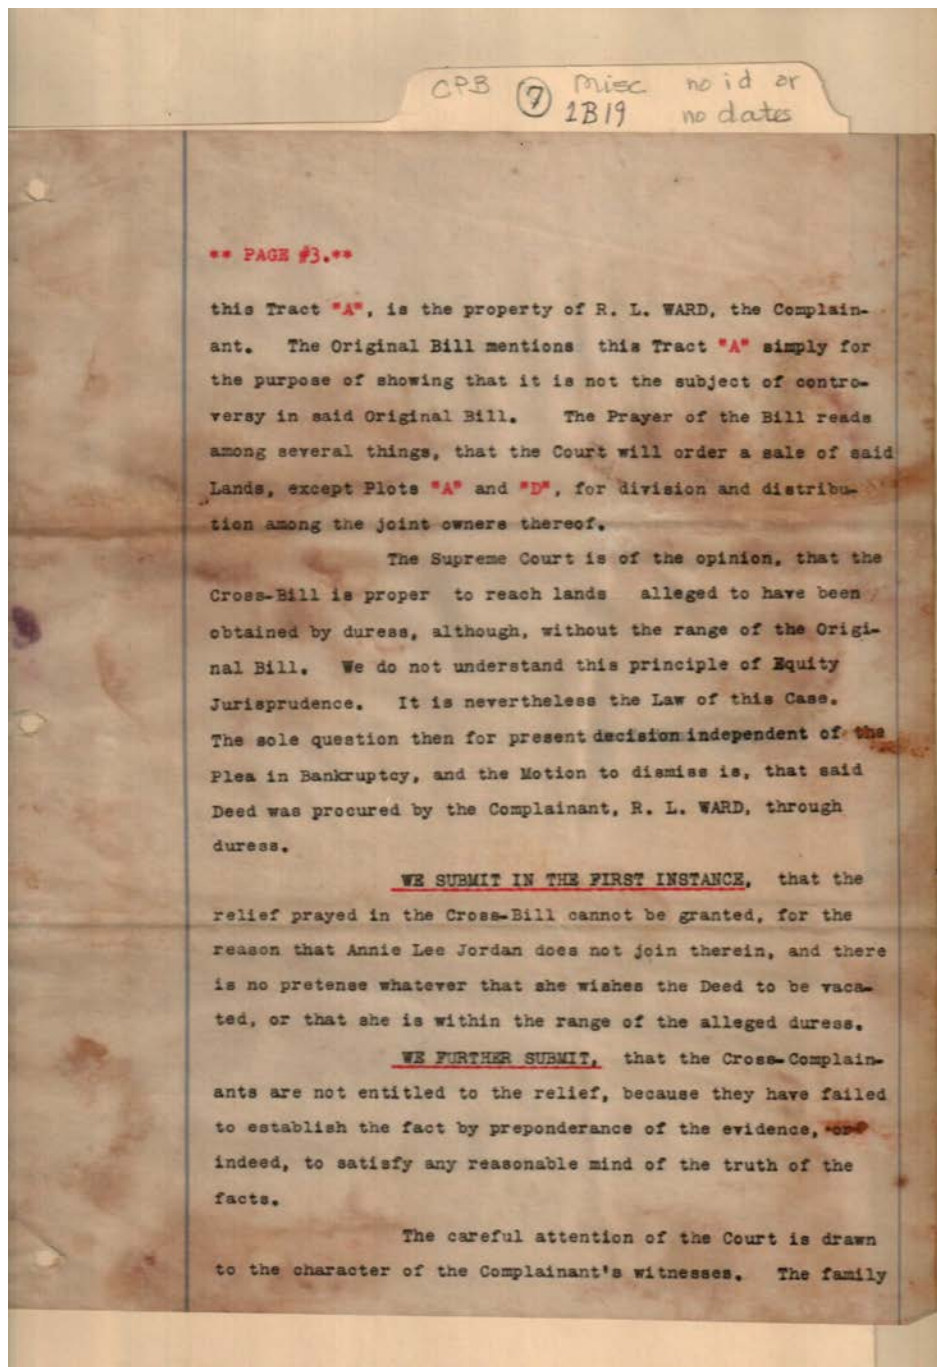 CPB 7 Misc no id or
2B19 no dates
** PAGE #3.**
this Tract "A", is the property of R. L. WARD, the Complain-
ant. The Original Bill mentions this Tract "A" simply for
the purpose of showing that it is not the subject of contro-
versy in said Original Bill. The Prayer of the Bill reads
among several things, that the Court will order a sale of said
Lands, except Plots "A" and "D", for division and distribu-
tion among the joint owners thereof.
The Supreme Court is of the opinion, that the
Cross-Bill is proper to reach lands alleged to have been
obtained by duress, although, without the range of the Origi-
nal Bill. We do not understand this principle of Equity
Jurisprudence. It is nevertheless the Law of this Case.
The sole question then for present decision independent of the
Plea in Bankruptcy, and the Motion to dismiss is, that said
Deed was procured by the Complainant, R. L. WARD, through
duress.
WE SUBMIT IN THE FIRST INSTANCE, that the
relief prayed in the Cross-Bill cannot be granted, for the
reason that Annie Lee Jordan does not join therein, and there
is no pretense whatever that she wishes the Deed to be vaca-
ted, or that she is within the range of the alleged duress.
WE FURTHER SUBMIT, that the Cross-Complain-
ants are not entitled to the relief, because they have failed
to establish the fact by preponderance of the evidence, or
indeed, to satisfy any reasonable mind of the truth of the
facts.
The careful attention of the Court is drawn
to the character of the Complainant's witnesses. The family